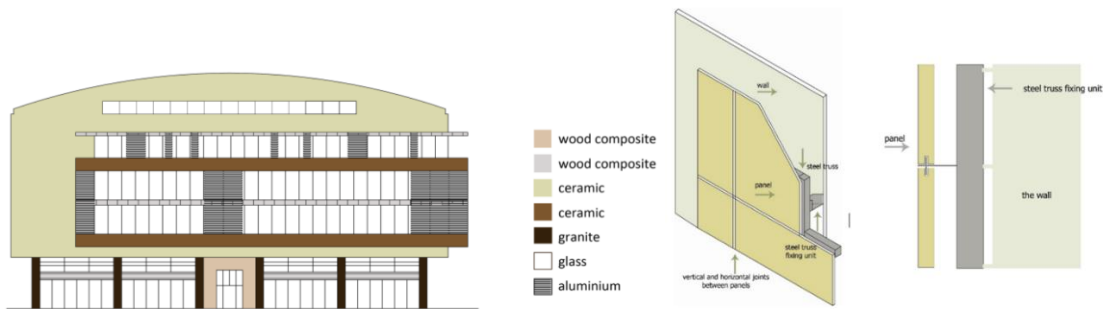 wood composite
wood composite
ceramic
ceramic
granite
glass
aluminium
wall
steel truss
panel
steel truss
fixing unit
vertical and horizontal joints
between panels
steel truss fixing unit
panel
the wall